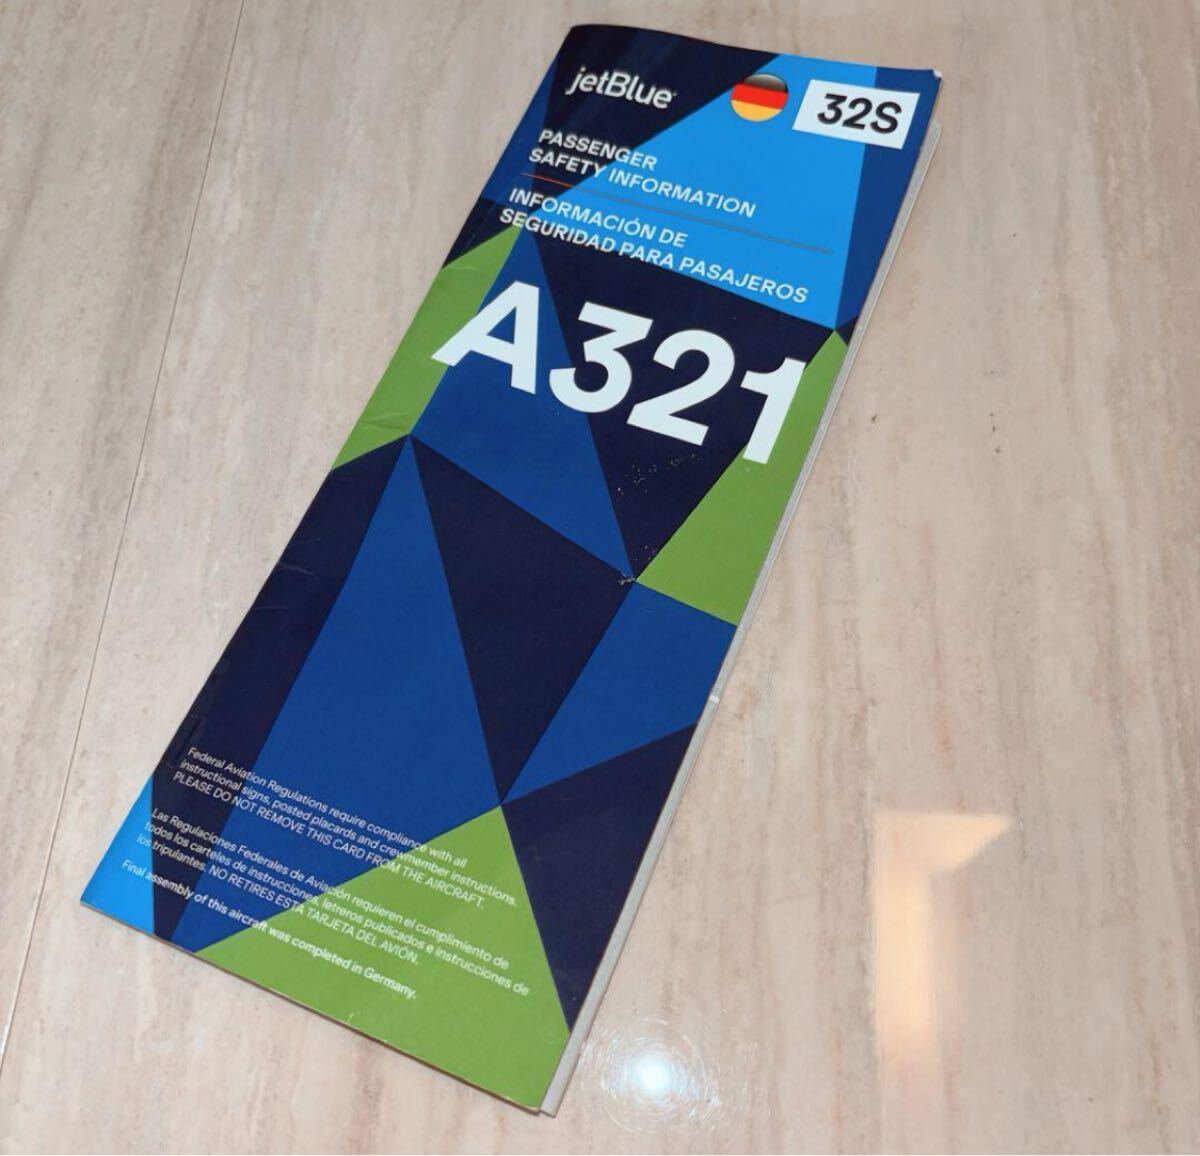 jetBlue
32S
PASSENGER
SAFETY INFORMATION
INFORMACIÓN DE
SEGURIDAD PARA PASAJEROS
A321
Federal Aviation Regulations require compliance with all
instructional signs, posted placards and crewmember instructions.
PLEASE DO NOT REMOVE THIS CARD FROM THE AIRCRAFT.
Las Regulaciones Federales de Aviación requieren el cumplimiento de
todos los carteles de instrucciones, letreros publicados e instrucciones de
los tripulantes. NO RETIRES ESTA TARJETA DEL AVIÓN.
Final assembly of this aircraft was completed in Germany.